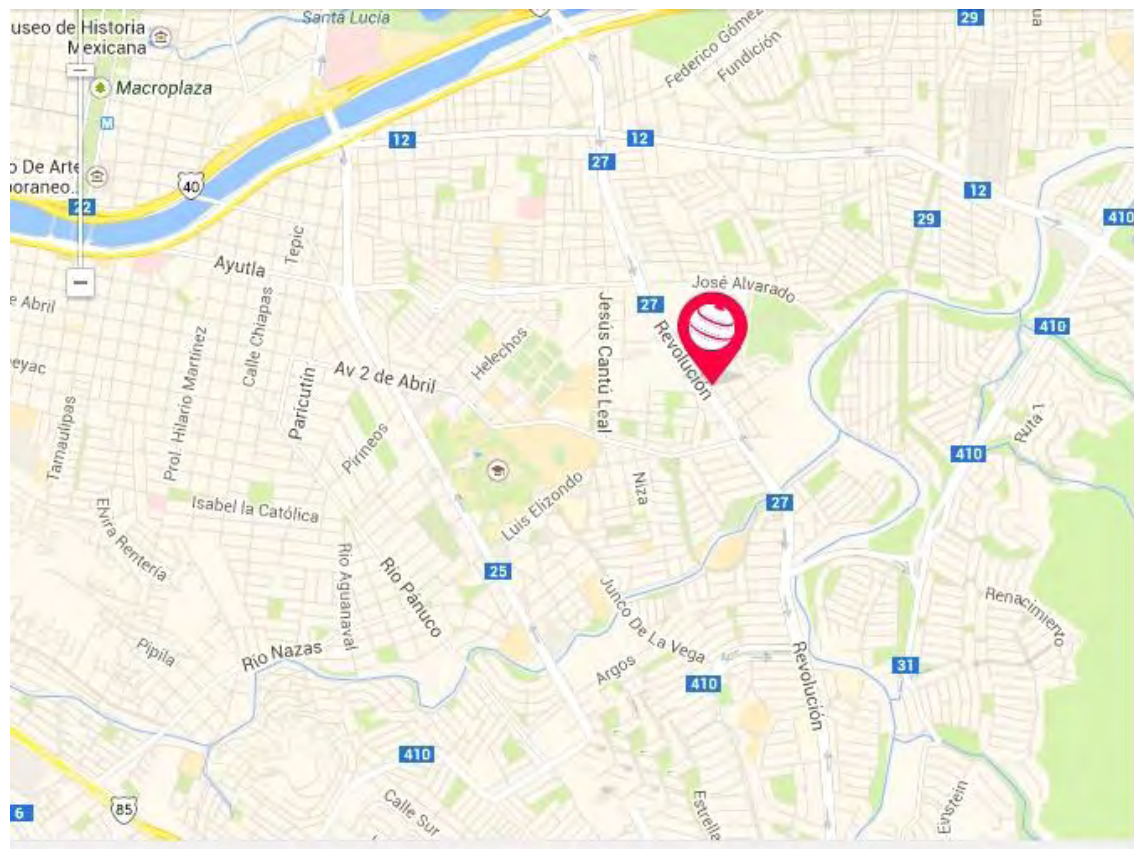 Santa Lucía
29
useo de Historia
Mexicana
Federico Gómez
Fundición
Macroplaza
M
12
12
27
o De Arte
poraneo..
40
22
12
29
410
Tepic
Ayutla
José Alvarado
27
e Abril
Calle Chiapas
Jesús Cantú Leal
Revolución
410
Prol. Hilario Martínez
Helechos
eyac
Av 2 de Abril
Paricutín
Tamaulipas
Ruta 1
Pirineos
410
Niza
Isabel la Católica
Luis Elizondo
27
Elvira Rentería
Río Aguanaval
Río Pánuco
25
Junco De La Vega
Renacimiento
Pipila
Río Nazas
Argos
31
410
Revolución
410
85
6
Calle Sur
Estrella
Einstein